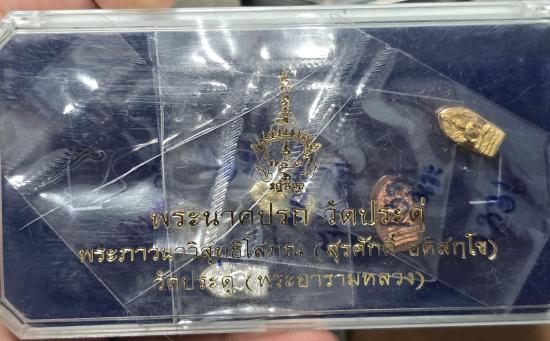 พระนาคปรก วัดประดู่
พระภาวนาวิสุทธิโสภณ (สุรศักดิ์ อติสกฺโข)
วัดประดู่ (พระอารามหลวง)